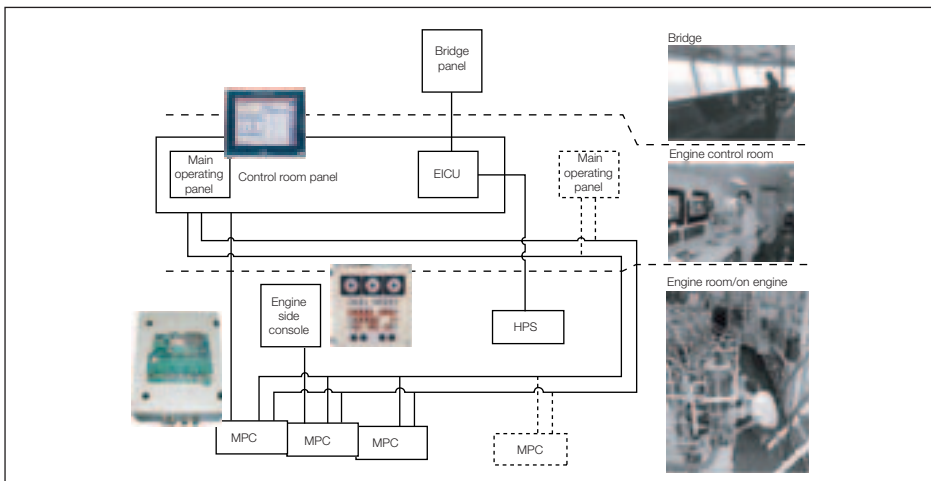 Bridge
panel
Bridge
Main
operating
panel
Control room panel
EICU
Main
operating
panel
Engine control room
Engine room/on engine
Engine
side
console
HPS
MPC
MPC
MPC
MPC